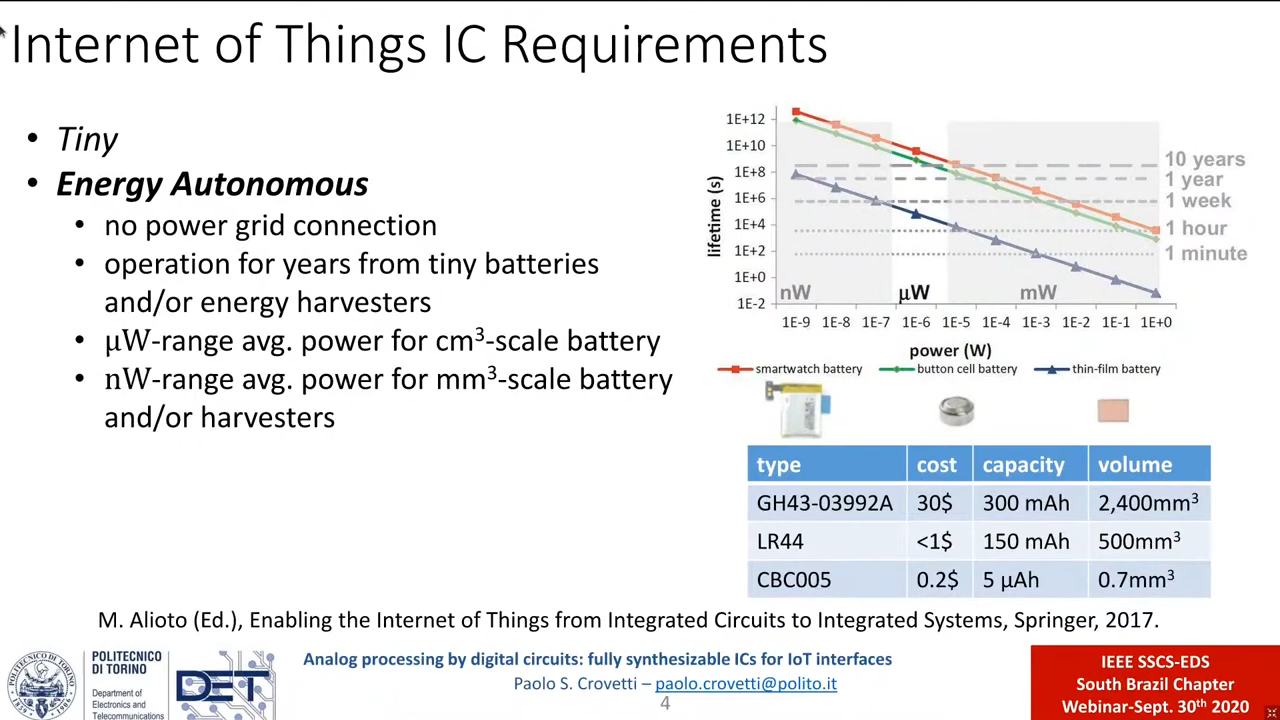 Internet of Things IC Requirements
• Tiny
• Energy Autonomous
• no power grid connection
• operation for years from tiny batteries
and/or energy harvesters
• µW-range avg. power for cm³-scale battery
• nW-range avg. power for mm³-scale battery
and/or harvesters
lifetime (s)
1E+12
1E+10
1E+8
1E+6
1E+4
1E+2
1E+0
1E-2
10 years
1 year
1 week
1 hour
1 minute
nW µW mW
1E-9 1E-8 1E-7 1E-6 1E-5 1E-4 1E-3 1E-2 1E-1 1E+0
power (W)
smartwatch battery button cell battery thin-film battery
type cost capacity volume
GH43-03992A 30$ 300 mAh 2,400mm³
LR44 <1$ 150 mAh 500mm³
CBC005 0.2$ 5 µAh 0.7mm³
M. Alioto (Ed.), Enabling the Internet of Things from Integrated Circuits to Integrated Systems, Springer, 2017.
POLITECNICO
DI TORINO
Department of
Electronics and
Telecommunications
DET
Analog processing by digital circuits: fully synthesizable ICs for IoT interfaces
Paolo S. Crovetti – paolo.crovetti@polito.it
4
IEEE SSCS-EDS
South Brazil Chapter
Webinar-Sept. 30th 2020